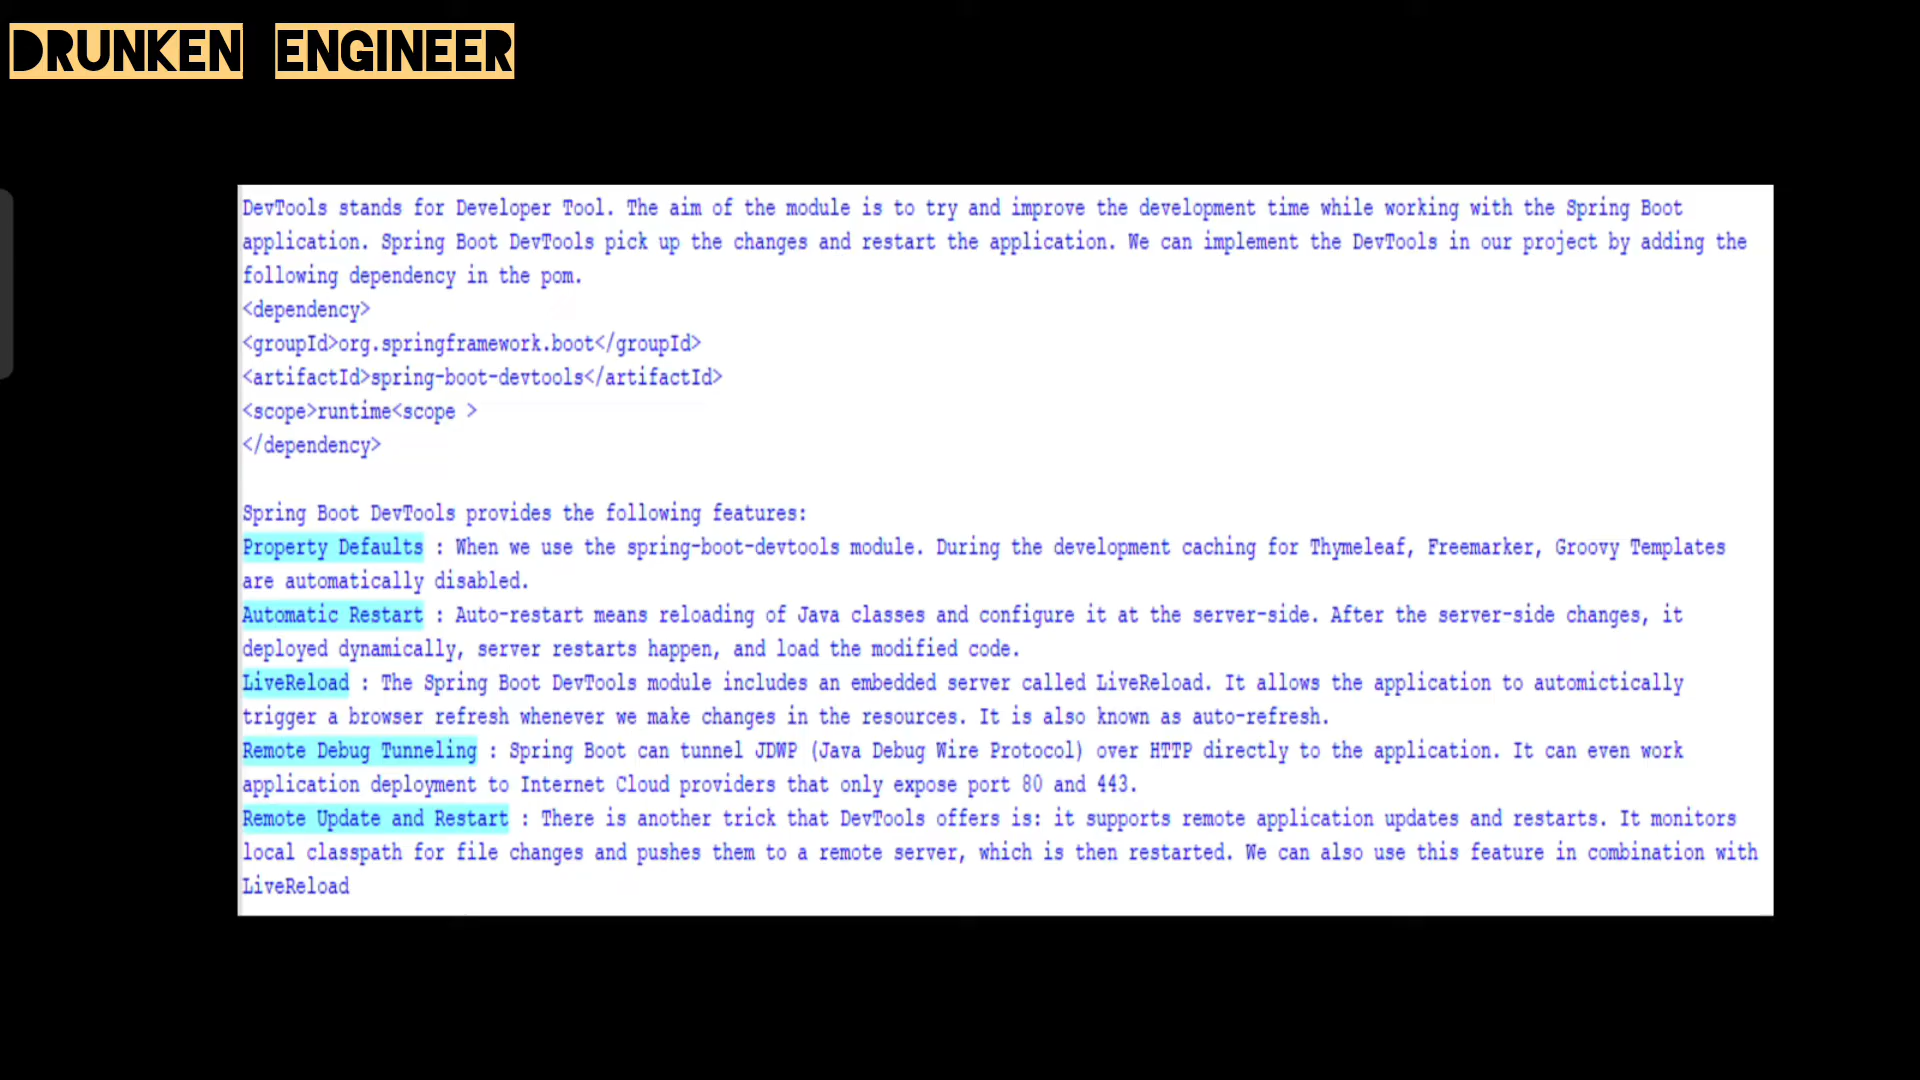 DRUNKEN ENGINEER
DevTools stands for Developer Tool. The aim of the module is to try and improve the development time while working with the Spring Boot
application. Spring Boot DevTools pick up the changes and restart the application. We can implement the DevTools in our project by adding the
following dependency in the pom.
<dependency>
<groupId>org.springframework.boot</groupId>
<artifactId>spring-boot-devtools</artifactId>
<scope>runtime<scope >
</dependency>
Spring Boot DevTools provides the following features:
Property Defaults : When we use the spring-boot-devtools module. During the development caching for Thymeleaf, Freemarker, Groovy Templates
are automatically disabled.
Automatic Restart : Auto-restart means reloading of Java classes and configure it at the server-side. After the server-side changes, it
deployed dynamically, server restarts happen, and load the modified code.
LiveReload : The Spring Boot DevTools module includes an embedded server called LiveReload. It allows the application to automictically
trigger a browser refresh whenever we make changes in the resources. It is also known as auto-refresh.
Remote Debug Tunneling : Spring Boot can tunnel JDWP (Java Debug Wire Protocol) over HTTP directly to the application. It can even work
application deployment to Internet Cloud providers that only expose port 80 and 443.
Remote Update and Restart : There is another trick that DevTools offers is: it supports remote application updates and restarts. It monitors
local classpath for file changes and pushes them to a remote server, which is then restarted. We can also use this feature in combination with
LiveReload